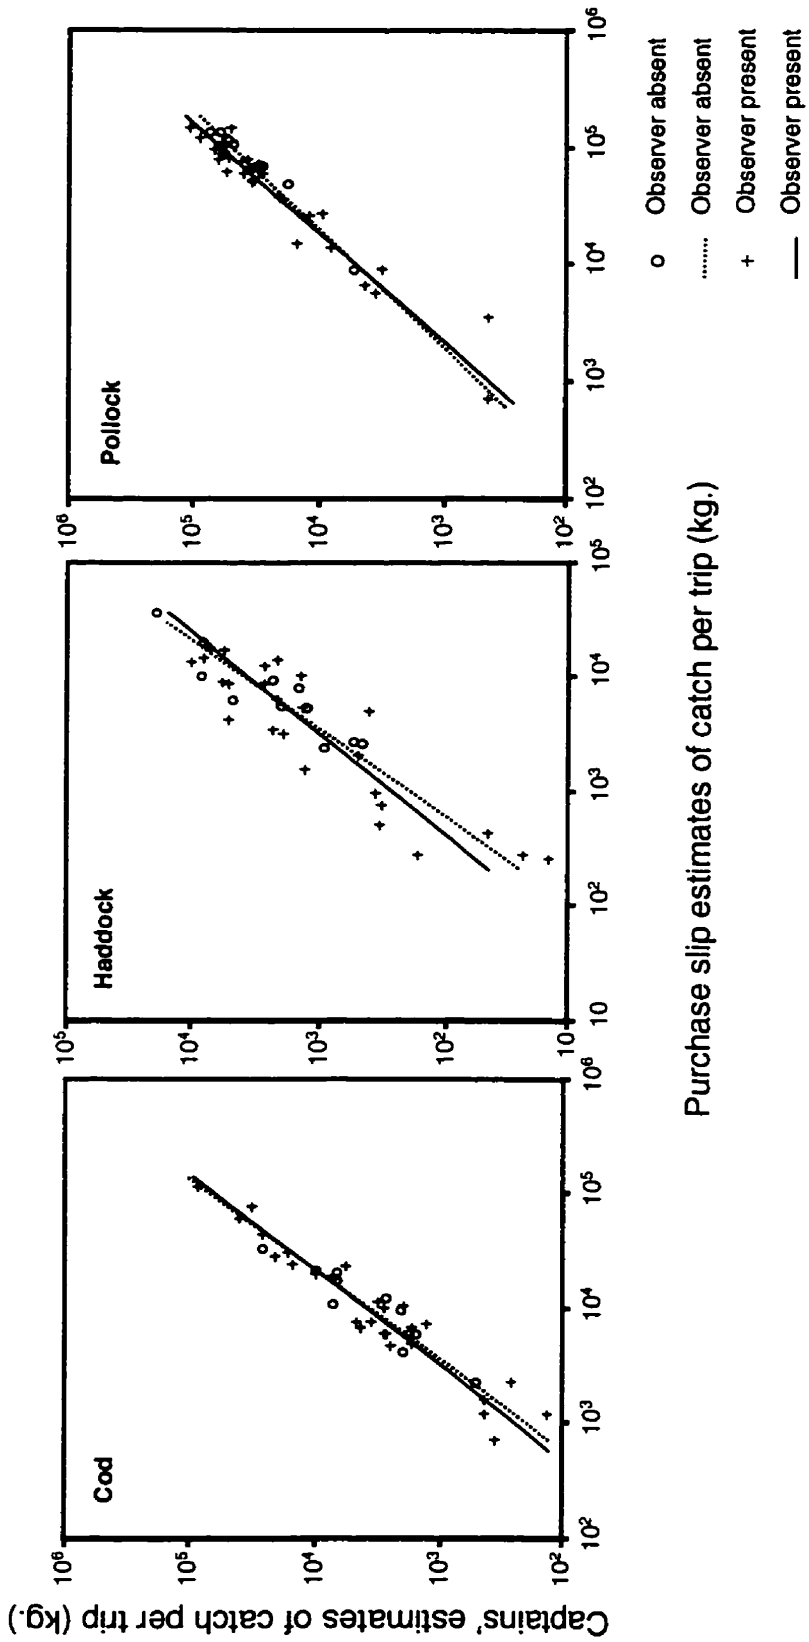 Captains' estimates of catch per trip (kg.)
Cod
10⁶
10⁵
10⁴
10³
10²
10² 10³ 10⁴ 10⁵ 10⁶
Haddock
10⁵
10⁴
10³
10²
10
10 10² 10³ 10⁴ 10⁵
Pollock
10⁶
10⁵
10⁴
10³
10²
10² 10³ 10⁴ 10⁵ 10⁶
Purchase slip estimates of catch per trip (kg.)
Observer absent
Observer absent
Observer present
Observer present